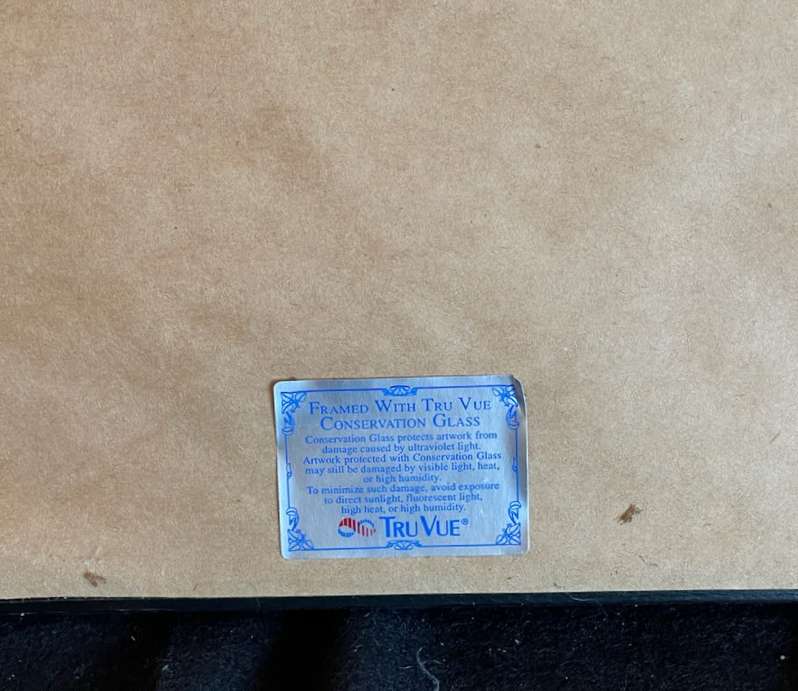 Framed With Tru Vue
Conservation Glass
Conservation Glass protects artwork from
damage caused by ultraviolet light.
Artwork protected with Conservation Glass
may still be damaged by visible light, heat,
or high humidity.
To minimize such damage, avoid exposure
to direct sunlight, fluorescent light,
high heat, or high humidity.
Tru Vue®